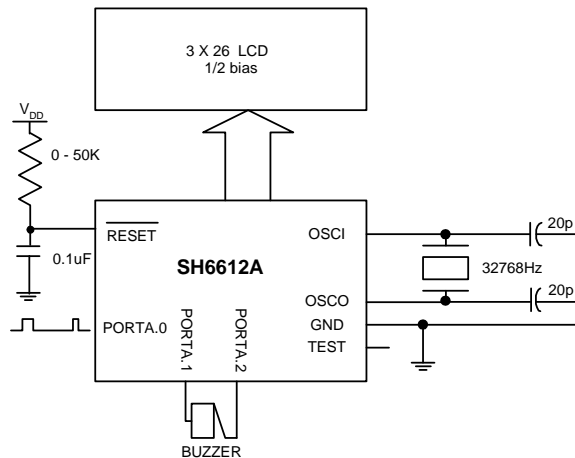 3 X 26 LCD
1/2 bias
VDD
0 - 50K
RESET
0.1uF
SH6612A
OSCI
20p
32768Hz
OSCO
20p
GND
TEST
PORTA.0
PORTA.1
PORTA.2
BUZZER